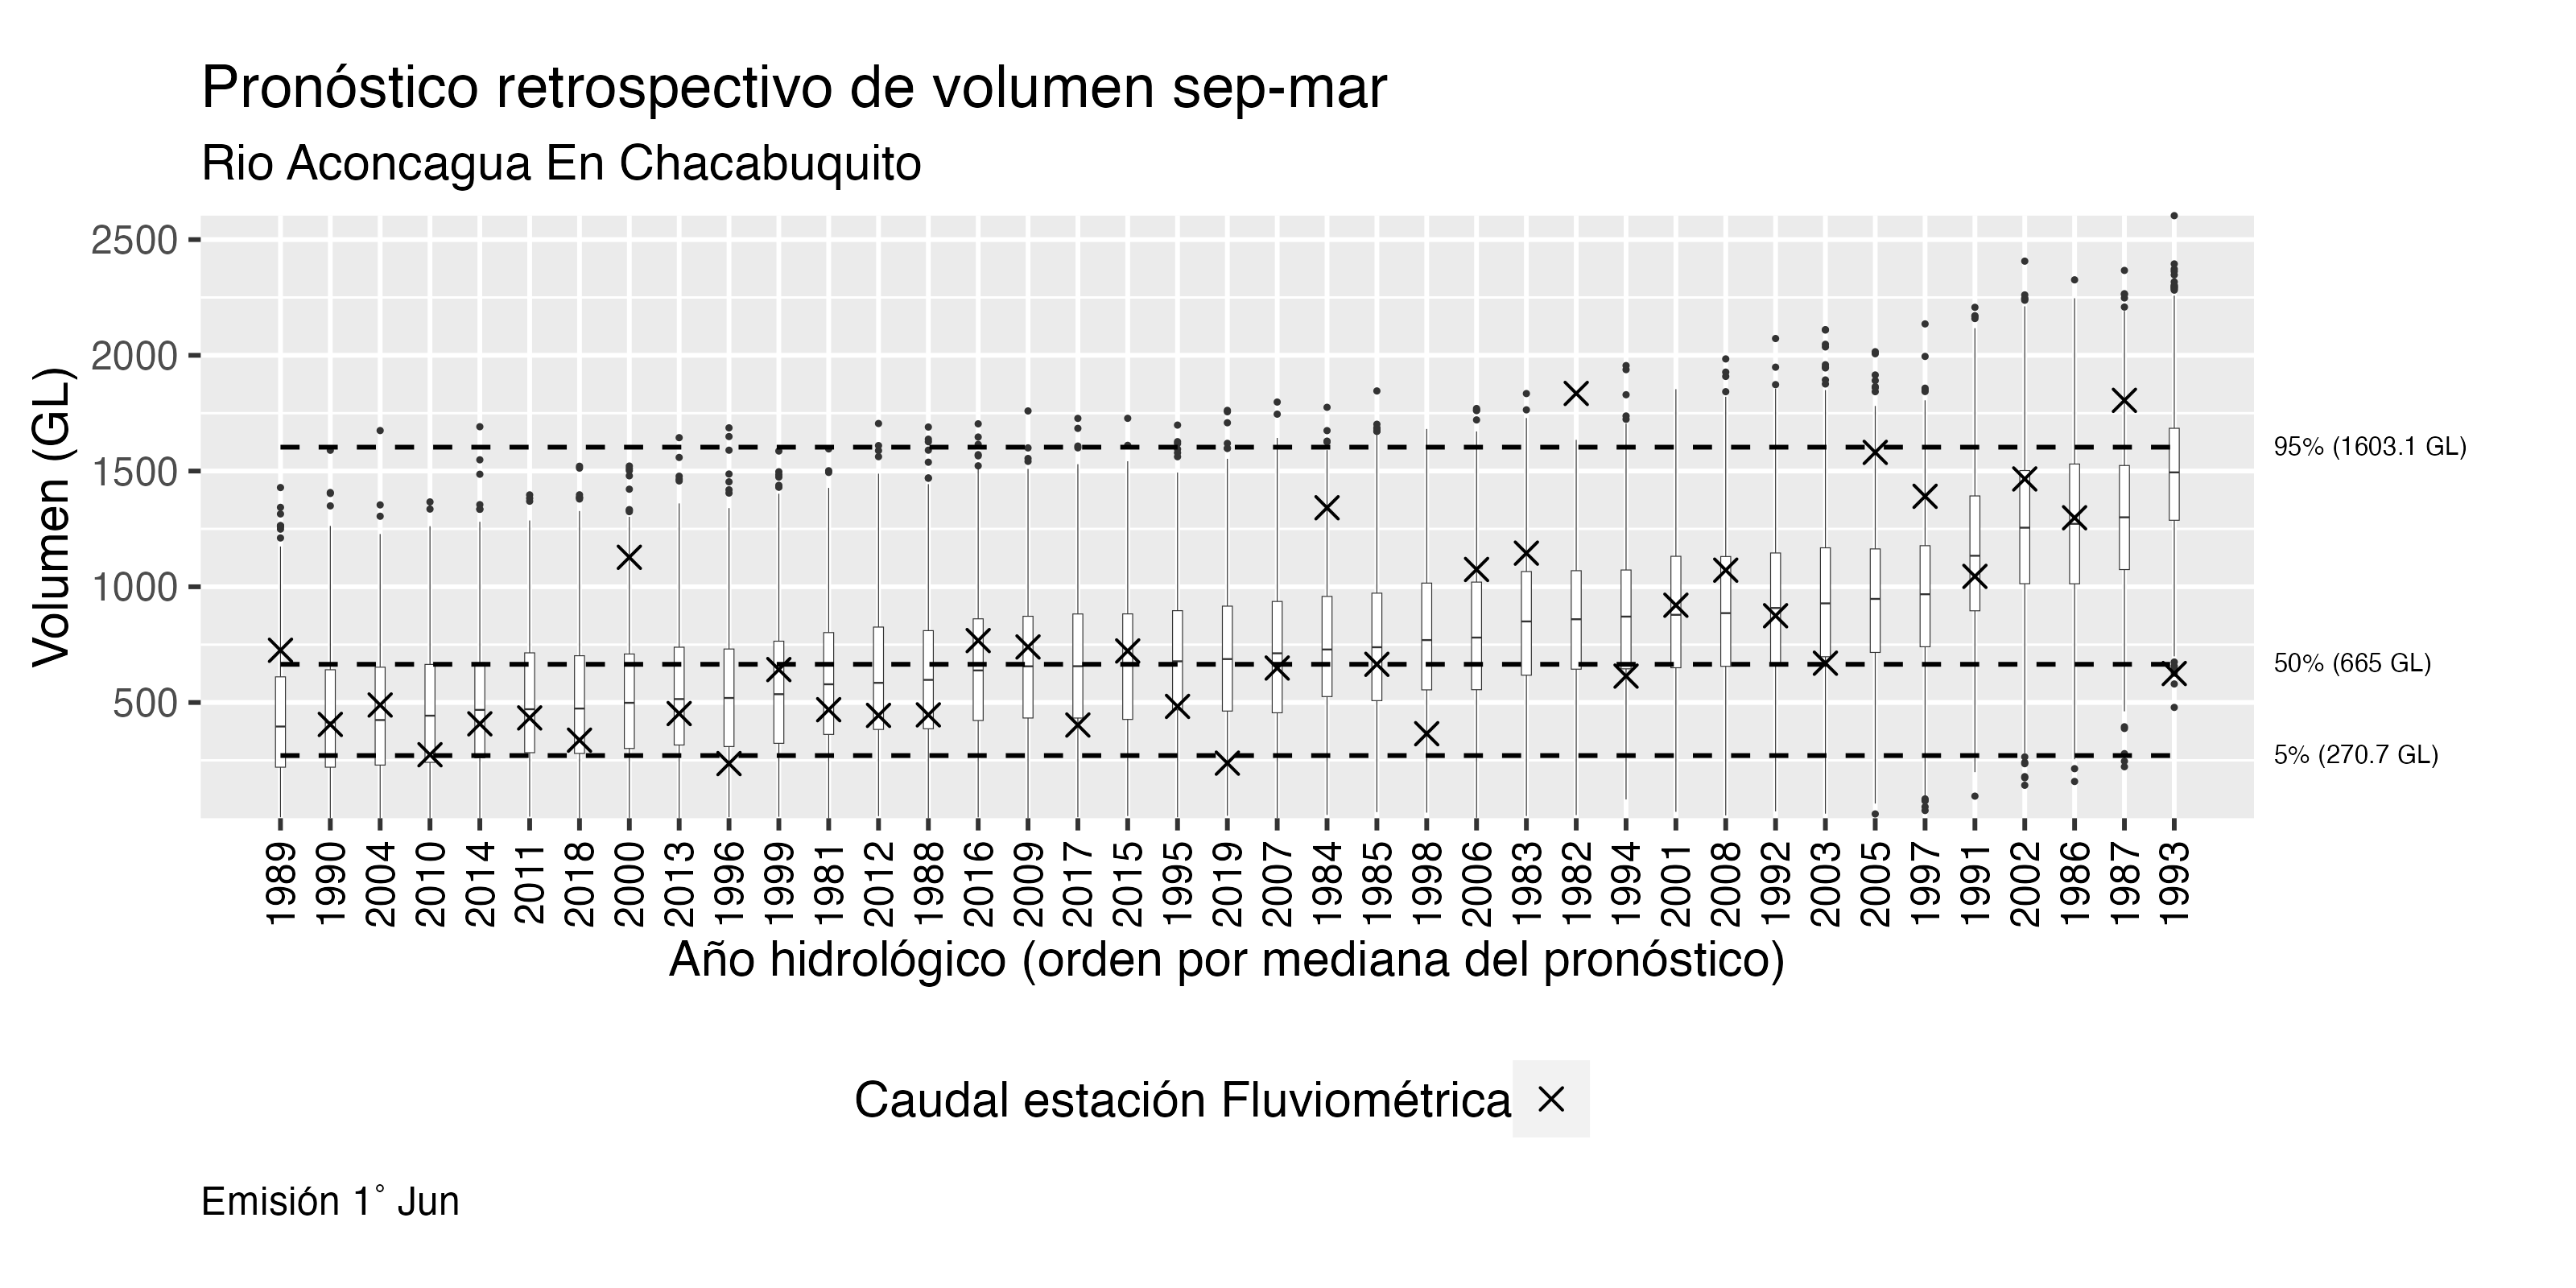 Pronóstico retrospectivo de volumen sep-mar
Rio Aconcagua En Chacabuquito
Volumen (GL)
2500
2000
1500
1000
500
95% (1603.1 GL)
50% (665 GL)
5% (270.7 GL)
1989 1990 2004 2010 2014 2011 2018 2000 2013 1996 1999 1981 2012 1988 2016 2009 2017 2015 1995 2019 2007 1984 1985 1998 2006 1983 1982 1994 2001 2008 1992 2003 2005 1997 1991 2002 1986 1987 1993
Año hidrológico (orden por mediana del pronóstico)
Caudal estación Fluviométrica
Emisión 1° Jun